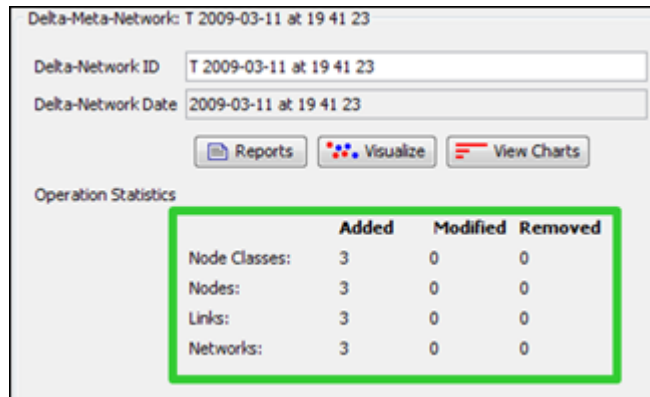 Delta-Meta-Network: T 2009-03-11 at 19 41 23
Delta-Network ID T 2009-03-11 at 19 41 23
Delta-Network Date 2009-03-11 at 19 41 23
Reports Visualize View Charts
Operation Statistics
Added Modified Removed
Node Classes: 3 0 0
Nodes: 3 0 0
Links: 3 0 0
Networks: 3 0 0